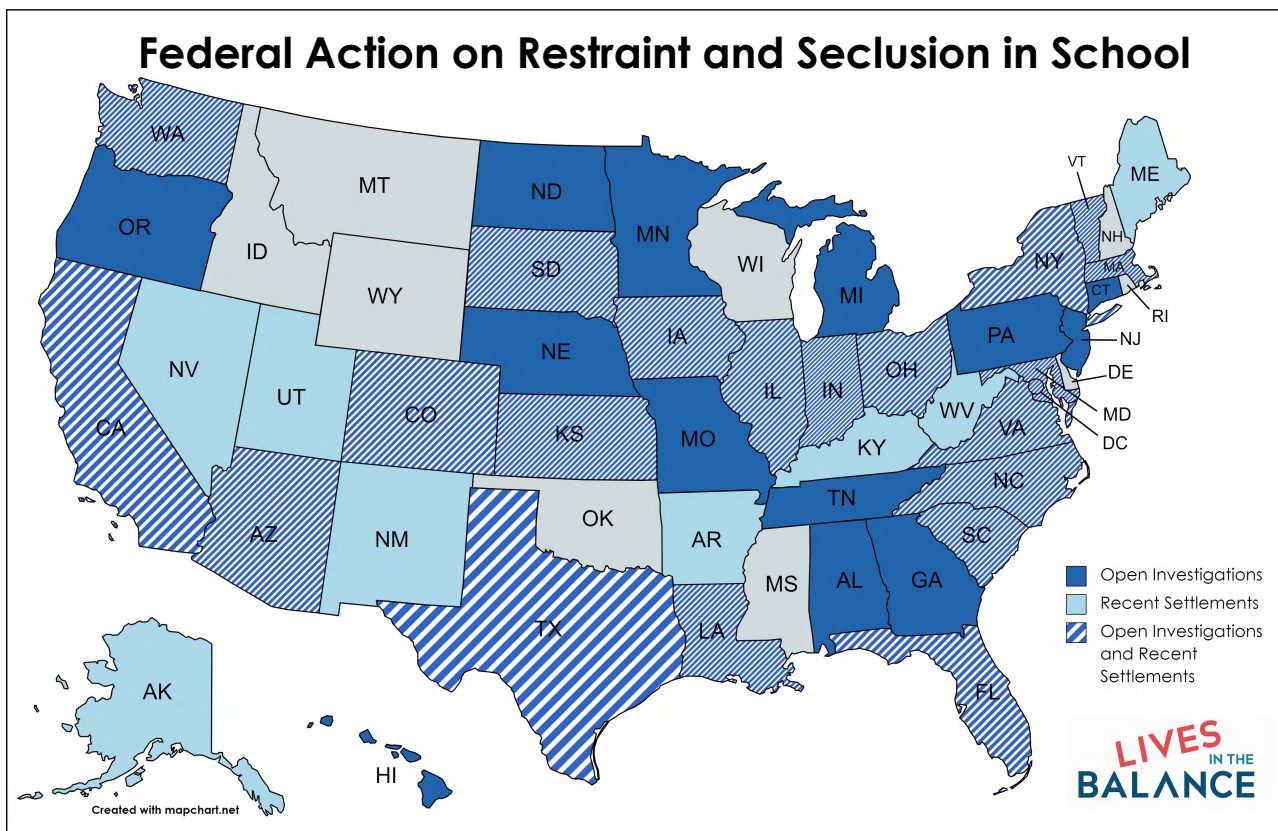 Federal Action on Restraint and Seclusion in School
WA
MT
ND
MN
VT
ME
OR
ID
SD
WI
NH
NY
MA
WY
MI
CT
RI
IA
PA
NJ
NE
NV
UT
CO
IL
IN
OH
DE
MD
DC
WV
VA
CA
KS
MO
KY
NC
TN
AZ
NM
OK
AR
SC
MS
AL
GA
TX
LA
FL
AK
HI
Open Investigations
Recent Settlements
Open Investigations
and Recent
Settlements
LIVES
IN THE
BALANCE
Created with mapchart.net